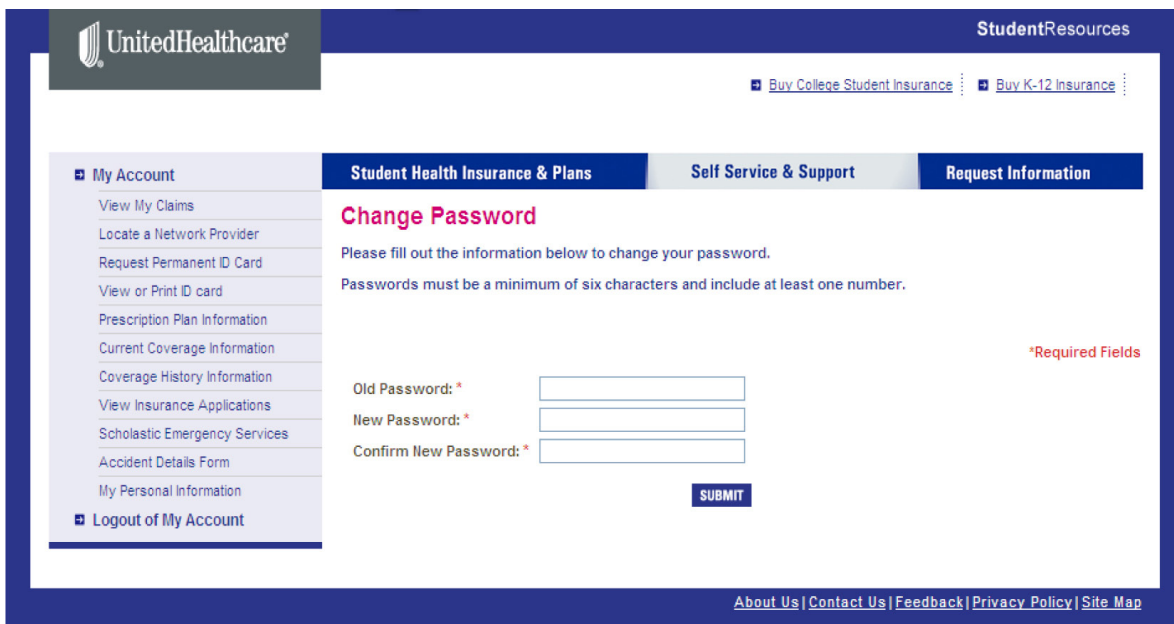 UnitedHealthcare®
StudentResources
Buy College Student Insurance
Buy K-12 Insurance
My Account
View My Claims
Locate a Network Provider
Request Permanent ID Card
View or Print ID card
Prescription Plan Information
Current Coverage Information
Coverage History Information
View Insurance Applications
Scholastic Emergency Services
Accident Details Form
My Personal Information
Logout of My Account
Student Health Insurance & Plans
Self Service & Support
Request Information
Change Password
Please fill out the information below to change your password.
Passwords must be a minimum of six characters and include at least one number.
*Required Fields
Old Password: *
New Password: *
Confirm New Password: *
SUBMIT
About Us | Contact Us | Feedback | Privacy Policy | Site Map